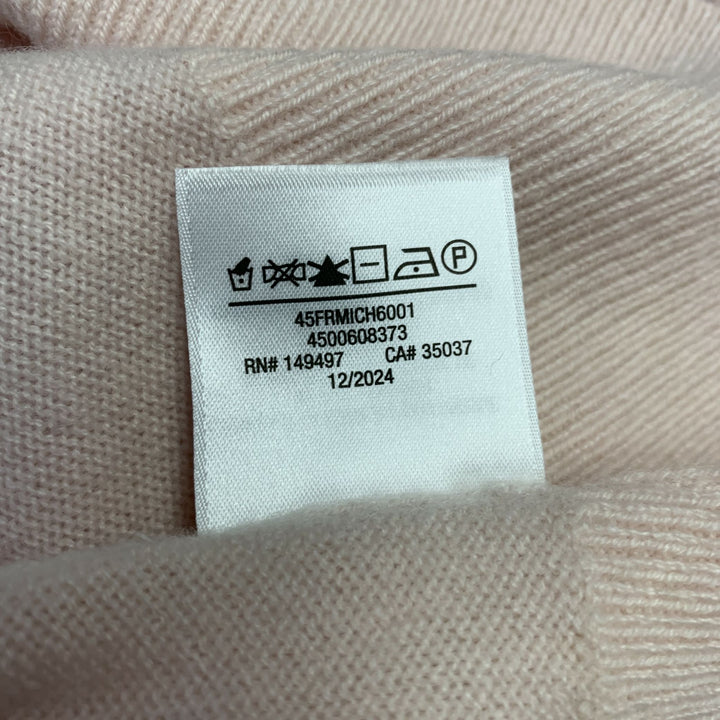 P
45FRMICH6001
4500608373
RN# 149497 CA# 35037
12/2024